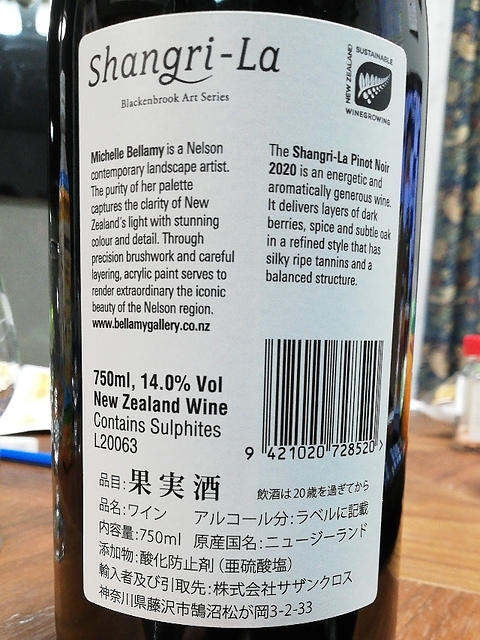 Shangri-La
Blackenbrook Art Series
SUSTAINABLE
NEW ZEALAND
WINEGROWING
Michelle Bellamy is a Nelson
contemporary landscape artist.
The purity of her palette
captures the clarity of New
Zealand's light with stunning
colour and detail. Through
precision brushwork and careful
layering, acrylic paint serves to
render extraordinary the iconic
beauty of the Nelson region.
www.bellamygallery.co.nz
The Shangri-La Pinot Noir
2020 is an energetic and
aromatically generous wine.
It delivers layers of dark
berries, spice and subtle oak
in a refined style that has
silky ripe tannins and a
balanced structure.
750ml, 14.0% Vol
New Zealand Wine
Contains Sulphites
L20063
9 421020 728520 >
品目:果実酒 飲酒は20歳を過ぎてから
品名:ワイン アルコール分:ラベルに記載
内容量:750ml 原産国名:ニュージーランド
添加物:酸化防止剤(亜硫酸塩)
輸入者及び引取先:株式会社サザンクロス
神奈川県藤沢市鵠沼松が岡3-2-33